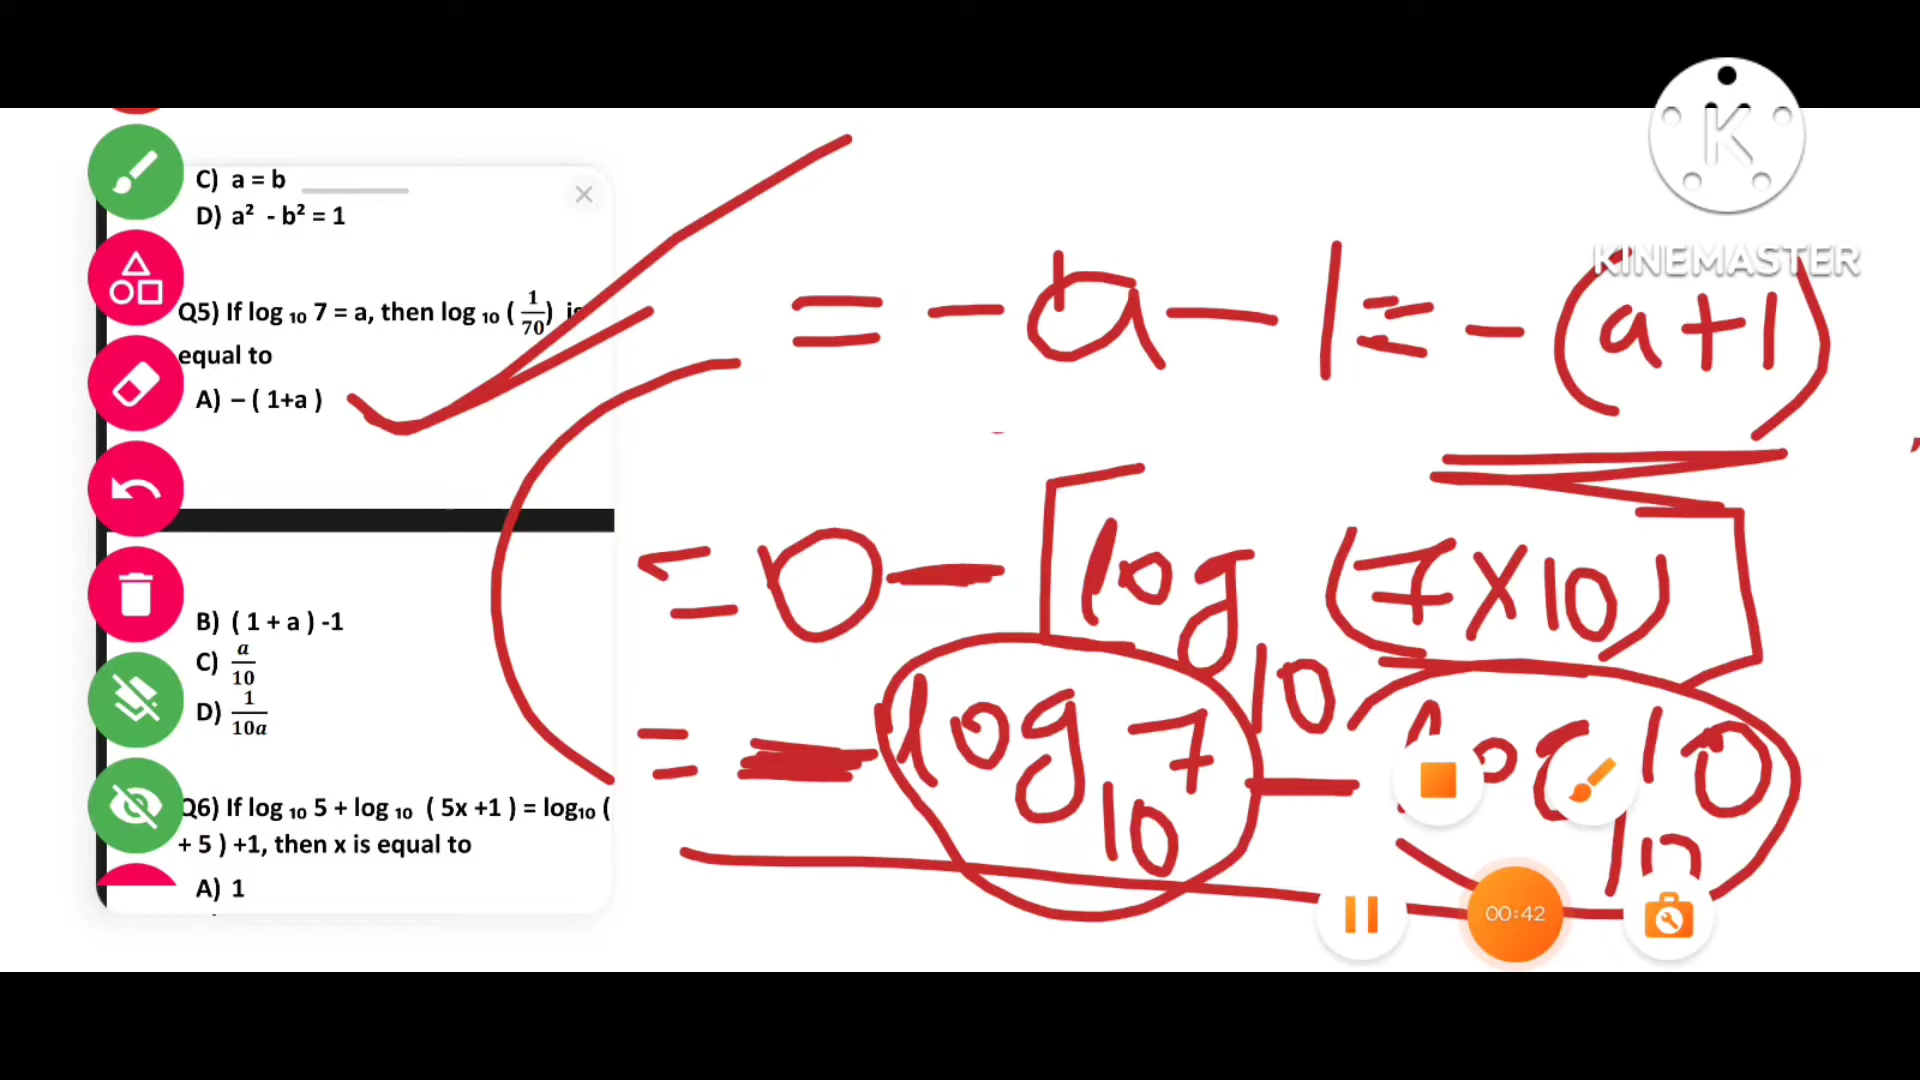 C) a = b
D) a² - b² = 1
Q5) If log ₁₀ 7 = a, then log ₁₀ ( 1/70 ) is
equal to
A) – ( 1+a )
B) ( 1 + a ) -1
C) a/10
D) 1/10a
Q6) If log ₁₀ 5 + log ₁₀ ( 5x +1 ) = log₁₀ (
+ 5 ) +1, then x is equal to
A) 1
= - a - 1 = - (a+1)
= 0 - [log ₁₀ (7×10)]
= - log ₁₀ 7 - log ₁₀ 10
KINEMASTER
00:42